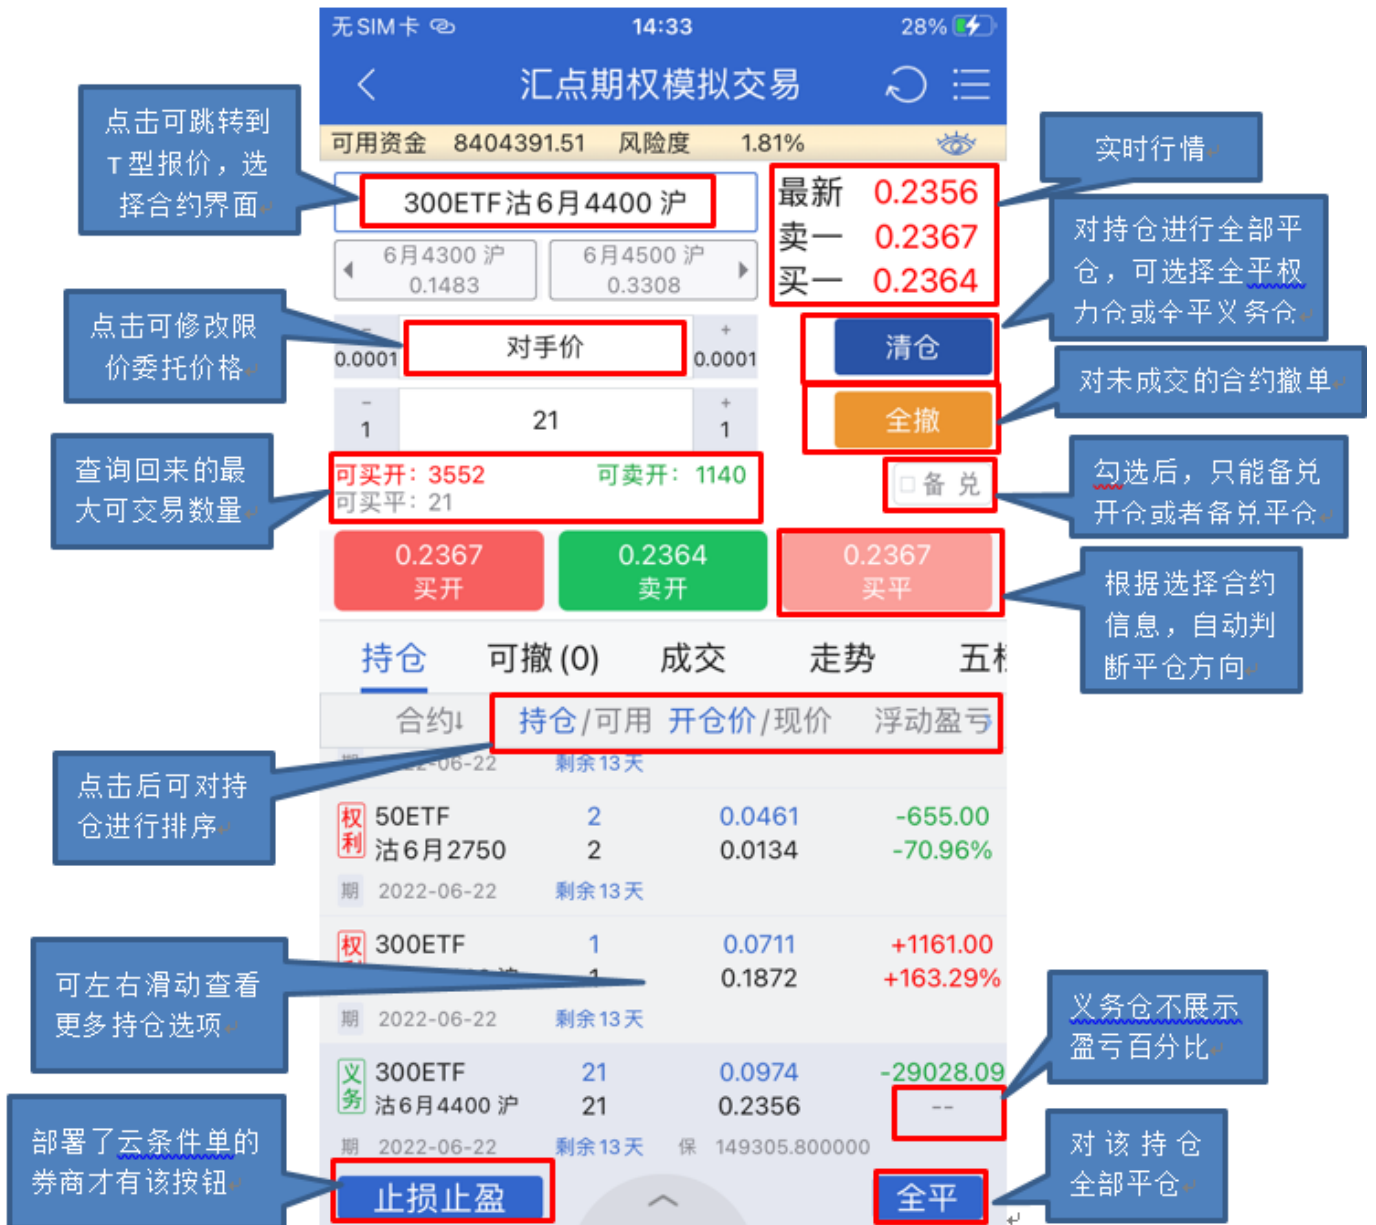 无SIM卡
14:33
28%
汇点期权模拟交易
可用资金 8404391.51 风险度 1.81%
点击可跳转到
T型报价，选
择合约界面
300ETF沽6月4400 沪
最新 0.2356
卖一 0.2367
买一 0.2364
实时行情
6月4300 沪
0.1483
6月4500 沪
0.3308
对持仓进行全部平
仓，可选择全平权
力仓或全平义务仓
点击可修改限
价委托价格
－
0.0001
对手价
+
0.0001
清仓
－
1
21
+
1
全撤
对未成交的合约撤单
查询回来的最
大可交易数量
可买开：3552 可卖开：1140
可买平：21
备 兑
勾选后，只能备兑
开仓或者备兑平仓
0.2367
买开
0.2364
卖开
0.2367
买平
根据选择合约
信息，自动判
断平仓方向
持仓 可撤(0) 成交 走势 五
合约↓ 持仓/可用 开仓价/现价 浮动盈亏
点击后可对持
仓进行排序
-06-22 剩余13天
权利
50ETF 2 0.0461 -655.00
沽6月2750 2 0.0134 -70.96%
期 2022-06-22 剩余13天
权
300ETF 1 0.0711 +1161.00
沪 1 0.1872 +163.29%
期 2022-06-22 剩余13天
可左右滑动查看
更多持仓选项
义务
300ETF 21 0.0974 -29028.09
沽6月4400 沪 21 0.2356 --
期 2022-06-22 剩余13天 保 149305.800000
义务仓不展示
盈亏百分比
部署了云条件单的
券商才有该按钮
止损止盈
全平
对该持仓
全部平仓